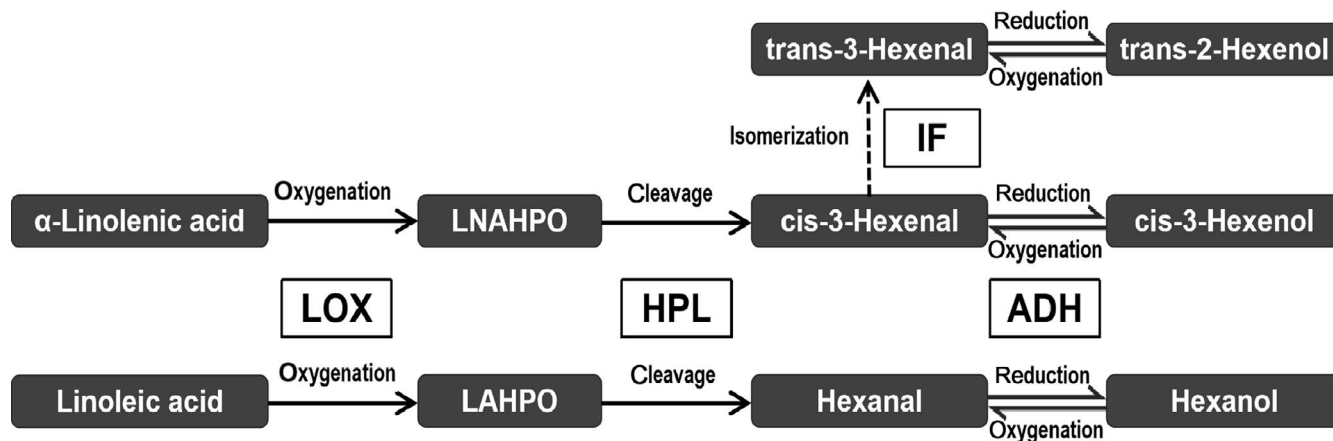 Reduction
trans-3-Hexenal
trans-2-Hexenol
Oxygenation
Isomerization
IF
Oxygenation
Cleavage
Reduction
α-Linolenic acid
LNAHPO
cis-3-Hexenal
cis-3-Hexenol
Oxygenation
LOX
HPL
ADH
Oxygenation
Cleavage
Reduction
Linoleic acid
LAHPO
Hexanal
Hexanol
Oxygenation